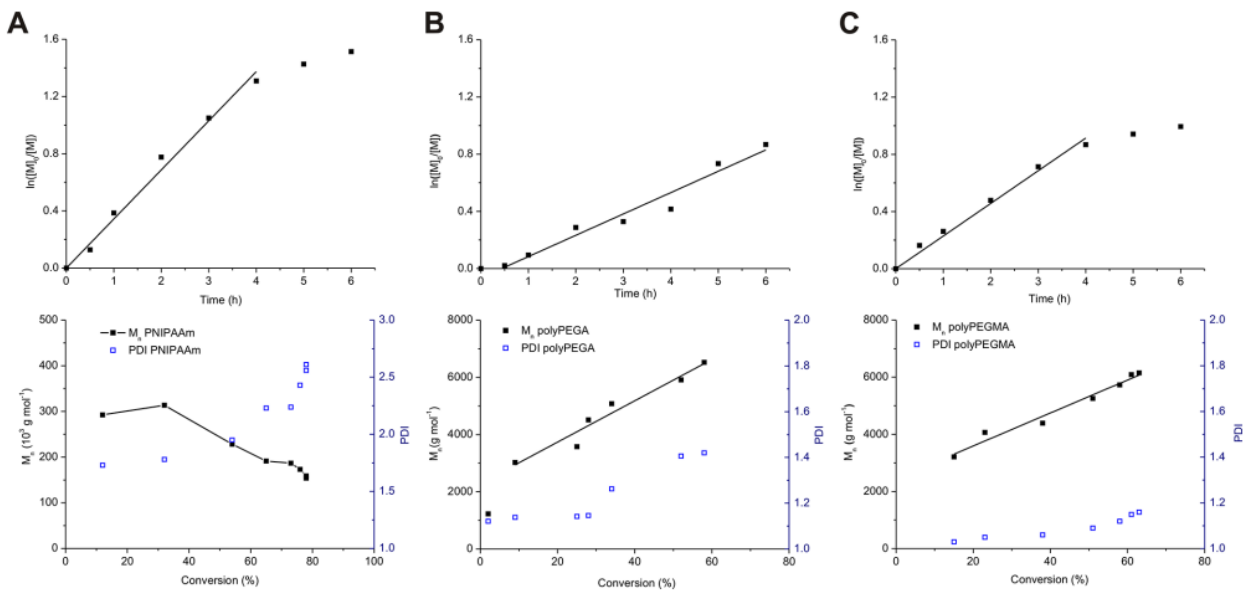 A
1.6
1.2
0.8
0.4
0.0
ln([M]₀/[M])
0 1 2 3 4 5 6
Time (h)
B
1.6
1.2
0.8
0.4
0.0
ln([M]₀/[M])
0 1 2 3 4 5 6
Time (h)
C
1.6
1.2
0.8
0.4
0.0
ln([M]₀/[M])
0 1 2 3 4 5 6
Time (h)
500
400
300
200
100
0
Mₙ (10³ g mol⁻¹)
Mₙ PNIPAAm
PDI PNIPAAm
3.0
2.5
2.0
1.5
1.0
PDI
0 20 40 60 80 100
Conversion (%)
8000
6000
4000
2000
0
Mₙ(g mol⁻¹)
Mₙ polyPEGA
PDI polyPEGA
2.0
1.8
1.6
1.4
1.2
1.0
PDI
0 20 40 60 80
Conversion (%)
8000
6000
4000
2000
0
Mₙ (g mol⁻¹)
Mₙ polyPEGMA
PDI polyPEGMA
2.0
1.8
1.6
1.4
1.2
1.0
PDI
0 20 40 60 80
Conversion (%)